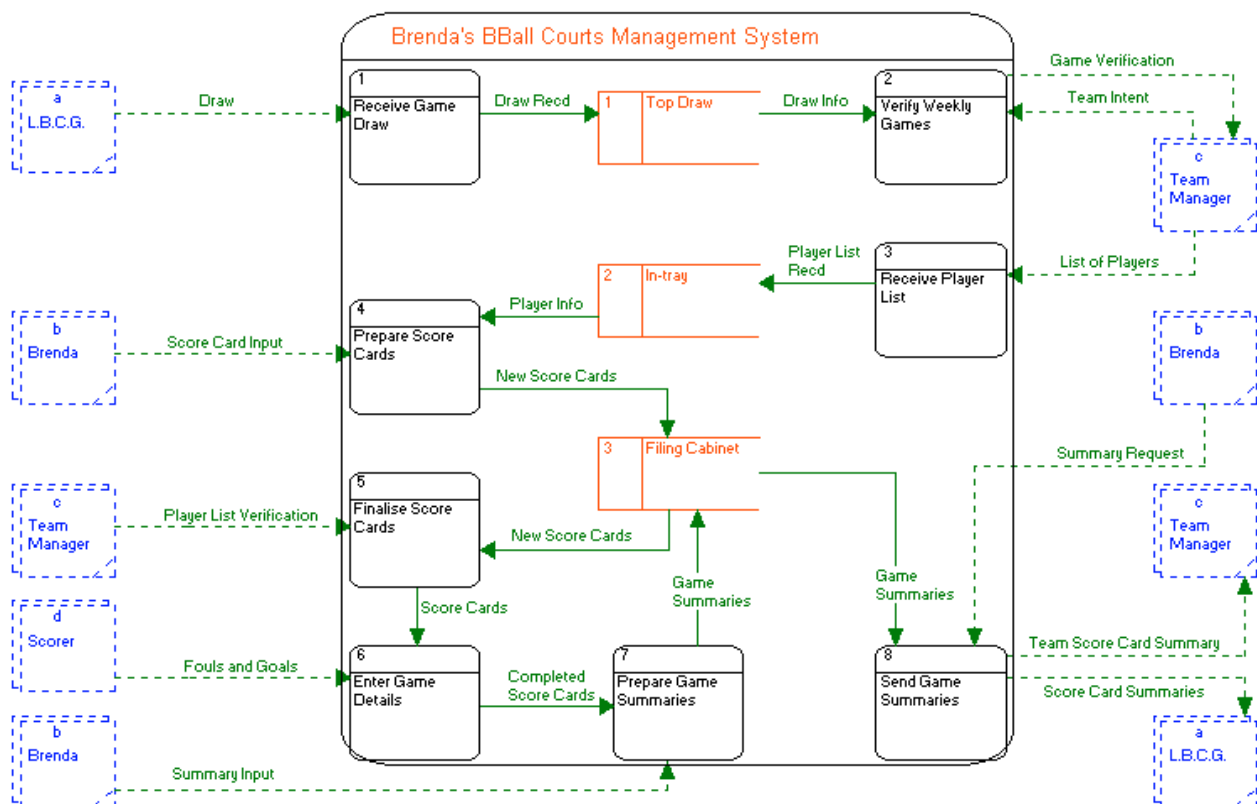 Brenda's BBall Courts Management System
a
L.B.C.G.
Draw
1
Receive Game
Draw
Draw Recd
1
Top Draw
Draw Info
2
Verify Weekly
Games
Game Verification
Team Intent
c
Team
Manager
List of Players
3
Receive Player
List
Player List
Recd
2
In-tray
Player Info
b
Brenda
Score Card Input
4
Prepare Score
Cards
New Score Cards
b
Brenda
Summary Request
3
Filing Cabinet
c
Team
Manager
Player List Verification
5
Finalise Score
Cards
New Score Cards
Game
Summaries
Game
Summaries
c
Team
Manager
Score Cards
d
Scorer
Fouls and Goals
6
Enter Game
Details
Completed
Score Cards
7
Prepare Game
Summaries
8
Send Game
Summaries
Team Score Card Summary
Score Card Summaries
b
Brenda
Summary Input
a
L.B.C.G.